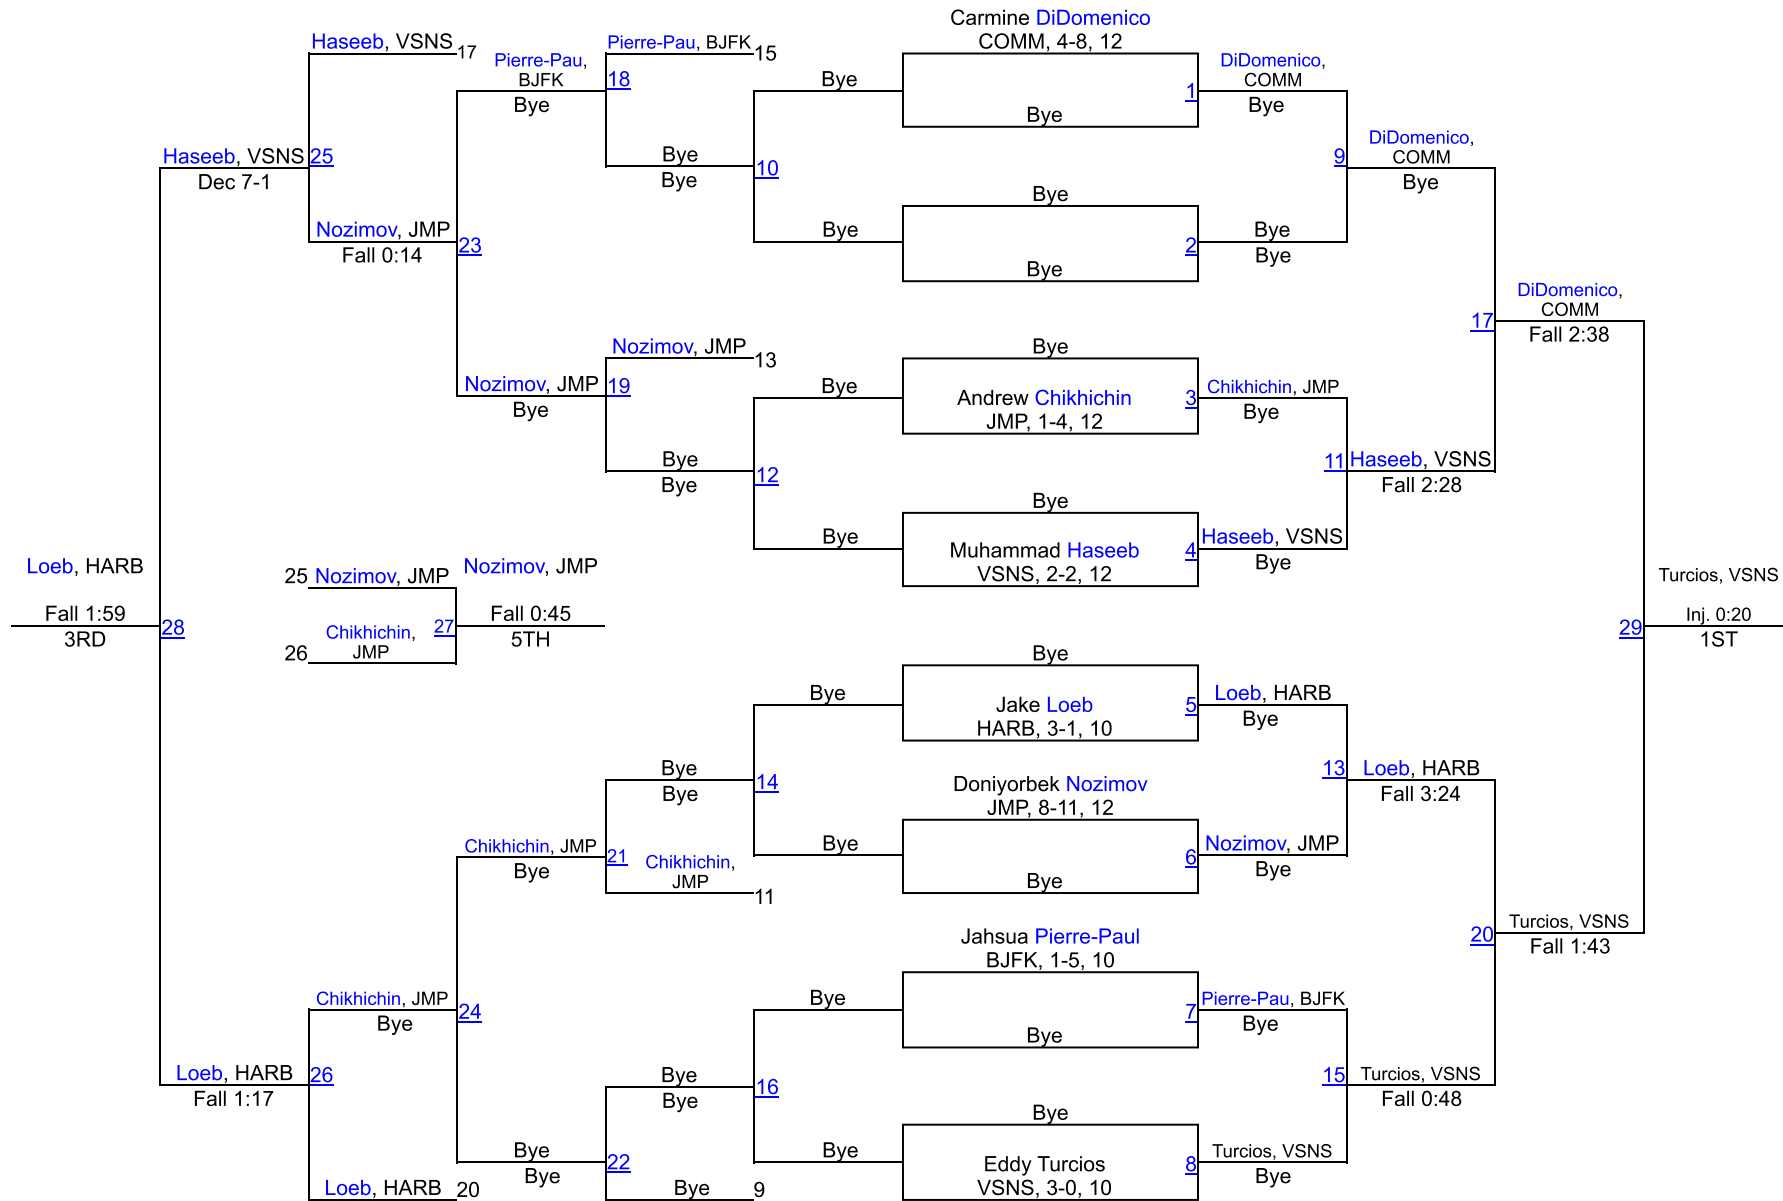 Carmine DiDomenico
COMM, 4-8, 12
Haseeb, VSNS
17
Pierre-Pau,
BJFK
Bye
Pierre-Pau, BJFK
15
18
Bye
1
Bye
DiDomenico,
COMM
Bye
Haseeb, VSNS
25
Dec 7-1
Bye
Bye
10
9
DiDomenico,
COMM
Bye
Nozimov, JMP
Fall 0:14
23
Bye
Bye
2
Bye
Bye
Bye
DiDomenico,
COMM
Fall 2:38
17
Nozimov, JMP
13
Bye
Nozimov, JMP
Bye
19
Bye
Andrew Chikhichin
JMP, 1-4, 12
3
Chikhichin, JMP
Bye
Bye
Bye
12
11
Haseeb, VSNS
Fall 2:28
Bye
Bye
Muhammad Haseeb
VSNS, 2-2, 12
4
Haseeb, VSNS
Bye
Loeb, HARB
Fall 1:59
3RD
28
25
Nozimov, JMP
Nozimov, JMP
Chikhichin,
JMP
26
27
Fall 0:45
5TH
Turcios, VSNS
Inj. 0:20
1ST
29
Bye
Bye
Jake Loeb
HARB, 3-1, 10
5
Loeb, HARB
Bye
Bye
Bye
14
Doniyorbek Nozimov
JMP, 8-11, 12
13
Loeb, HARB
Fall 3:24
Chikhichin, JMP
Bye
21
Chikhichin,
JMP
11
Bye
Bye
6
Nozimov, JMP
Bye
Jahsua Pierre-Paul
BJFK, 1-5, 10
20
Turcios, VSNS
Fall 1:43
Chikhichin, JMP
Bye
24
Bye
Bye
7
Pierre-Pau, BJFK
Bye
Loeb, HARB
Fall 1:17
26
Bye
Bye
16
15
Turcios, VSNS
Fall 0:48
Bye
Bye
Bye
22
Bye
Eddy Turcios
VSNS, 3-0, 10
8
Turcios, VSNS
Bye
Loeb, HARB
20
Bye
9